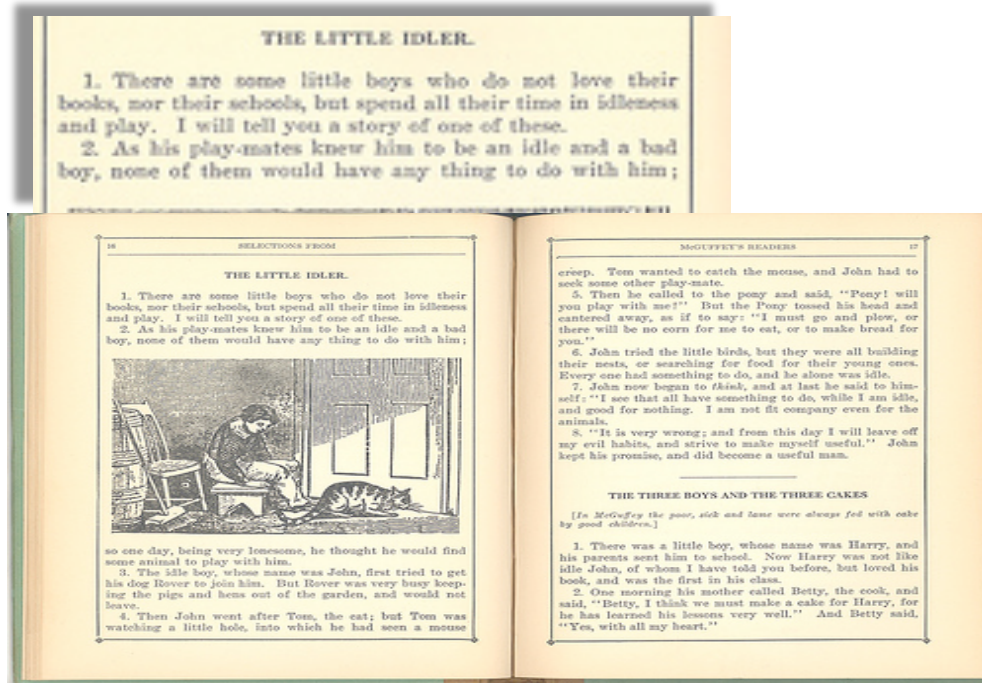 THE LITTLE IDLER.
1. There are some little boys who do not love their
books, nor their schools, but spend all their time in idleness
and play. I will tell you a story of one of these.
2. As his play-mates knew him to be an idle and a bad
boy, none of them would have any thing to do with him;
16 SELECTIONS FROM
THE LITTLE IDLER.
1. There are some little boys who do not love their
books, nor their schools, but spend all their time in idleness
and play. I will tell you a story of one of these.
2. As his play-mates knew him to be an idle and a bad
boy, none of them would have any thing to do with him;
so one day, being very lonesome, he thought he would find
some animal to play with him.
3. The idle boy, whose name was John, first tried to get
his dog Rover to join him. But Rover was very busy keep-
ing the pigs and hens out of the garden, and would not
leave.
4. Then John went after Tom, the cat; but Tom was
watching a little hole, into which he had seen a mouse
McGUFFEY'S READERS 17
creep. Tom wanted to catch the mouse, and John had to
seek some other play-mate.
5. Then he called to the pony and said, "Pony! will
you play with me?" But the Pony tossed his head and
cantered away, as if to say: "I must go and plow, or
there will be no corn for me to eat, or to make bread for
you."
6. John tried the little birds, but they were all building
their nests, or searching for food for their young ones.
Every one had something to do, and he alone was idle.
7. John now began to think, and at last he said to him-
self: "I see that all have something to do, while I am idle,
and good for nothing. I am not fit company even for the
animals.
8. "It is very wrong; and from this day I will leave off
my evil habits, and strive to make myself useful." John
kept his promise, and did become a useful man.
THE THREE BOYS AND THE THREE CAKES
[In McGuffey the poor, sick and lame were always fed with cake
by good children.]
1. There was a little boy, whose name was Harry, and
his parents sent him to school. Now Harry was not like
idle John, of whom I have told you before, but loved his
book, and was the first in his class.
2. One morning his mother called Betty, the cook, and
said, "Betty, I think we must make a cake for Harry, for
he has learned his lessons very well." And Betty said,
"Yes, with all my heart."